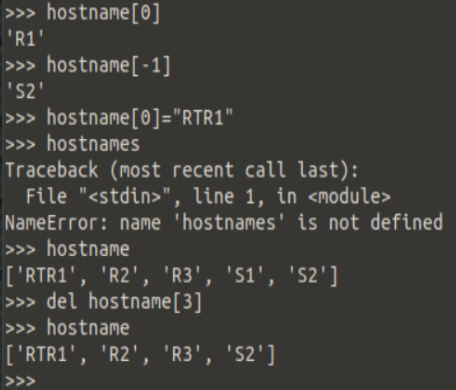 >>> hostname[0]
'R1'
>>> hostname[-1]
'S2'
>>> hostname[0]="RTR1"
>>> hostnames
Traceback (most recent call last):
  File "<stdin>", line 1, in <module>
NameError: name 'hostnames' is not defined
>>> hostname
['RTR1', 'R2', 'R3', 'S1', 'S2']
>>> del hostname[3]
>>> hostname
['RTR1', 'R2', 'R3', 'S2']
>>>